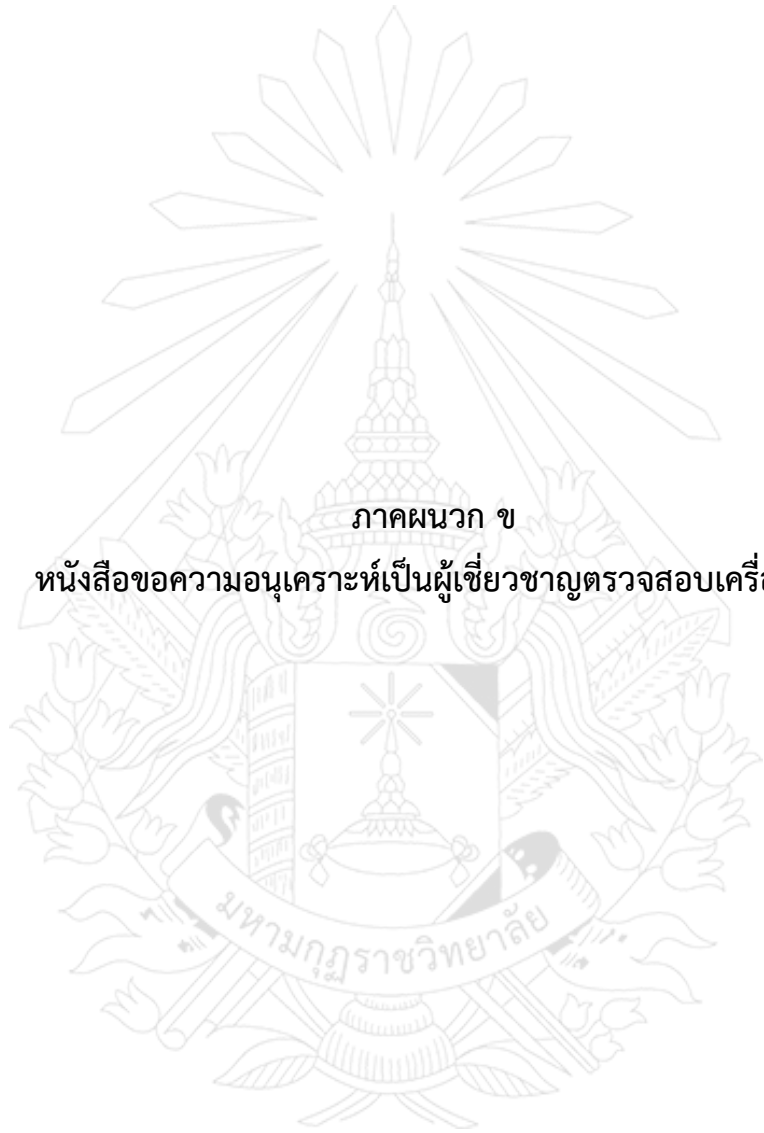 ภาคผนวก ข
หนังสือขอความอนุเคราะห์เป็นผู้เชี่ยวชาญตรวจสอบเครื่
มหามกุฏราชวิทยาลัย